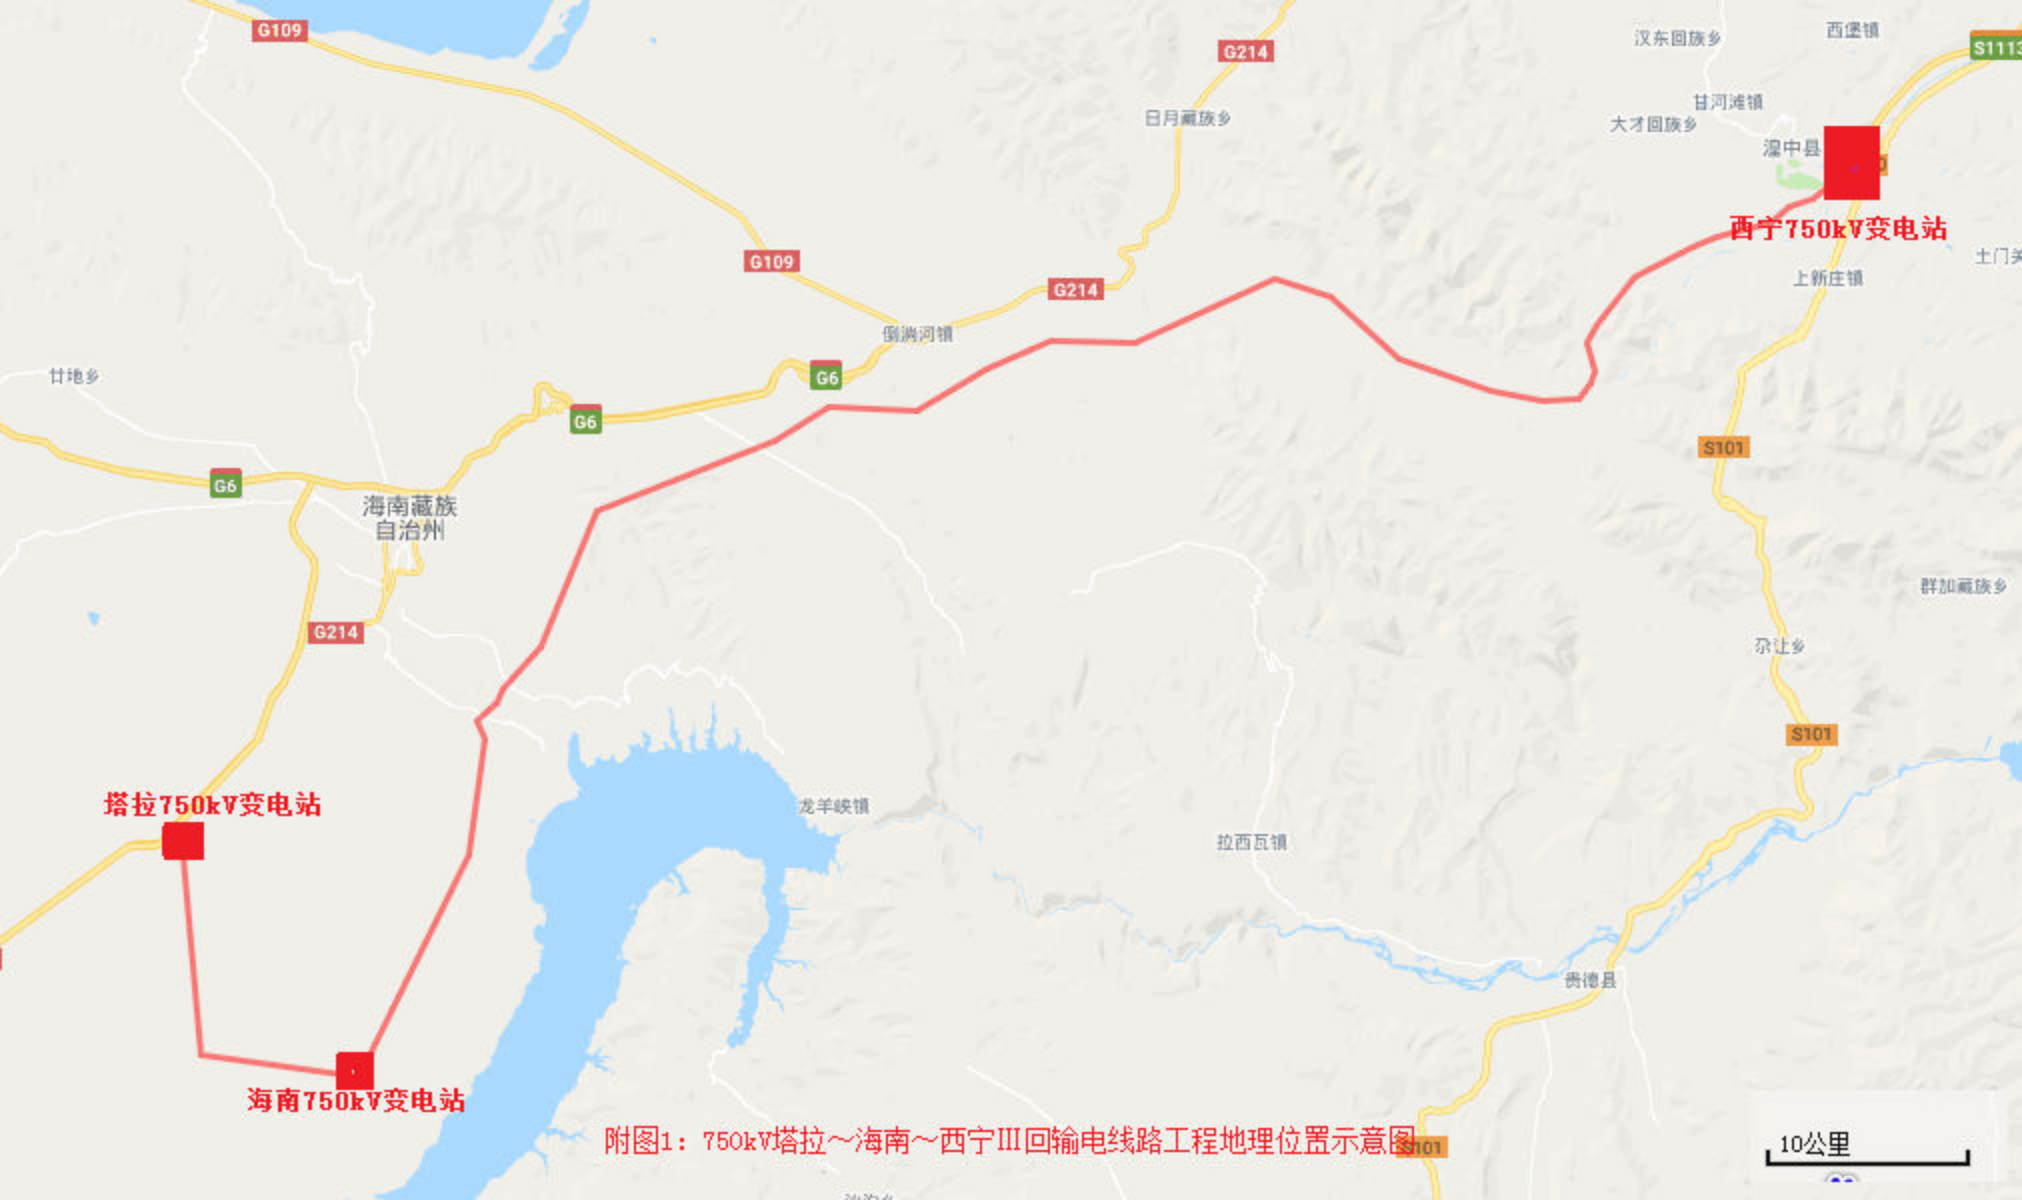 G109
G214
汉东回族乡
西堡镇
S1113
甘河滩镇
大才回族乡
日月藏族乡
湟中县
西宁750kV变电站
土门关
G109
G214
上新庄镇
倒淌河镇
甘地乡
G6
G6
S101
G6
海南藏族
自治州
群加藏族乡
G214
尕让乡
S101
塔拉750kV变电站
龙羊峡镇
拉西瓦镇
贵德县
海南750kV变电站
附图1：750kV塔拉～海南～西宁Ⅲ回输电线路工程地理位置示意图
S101
10公里